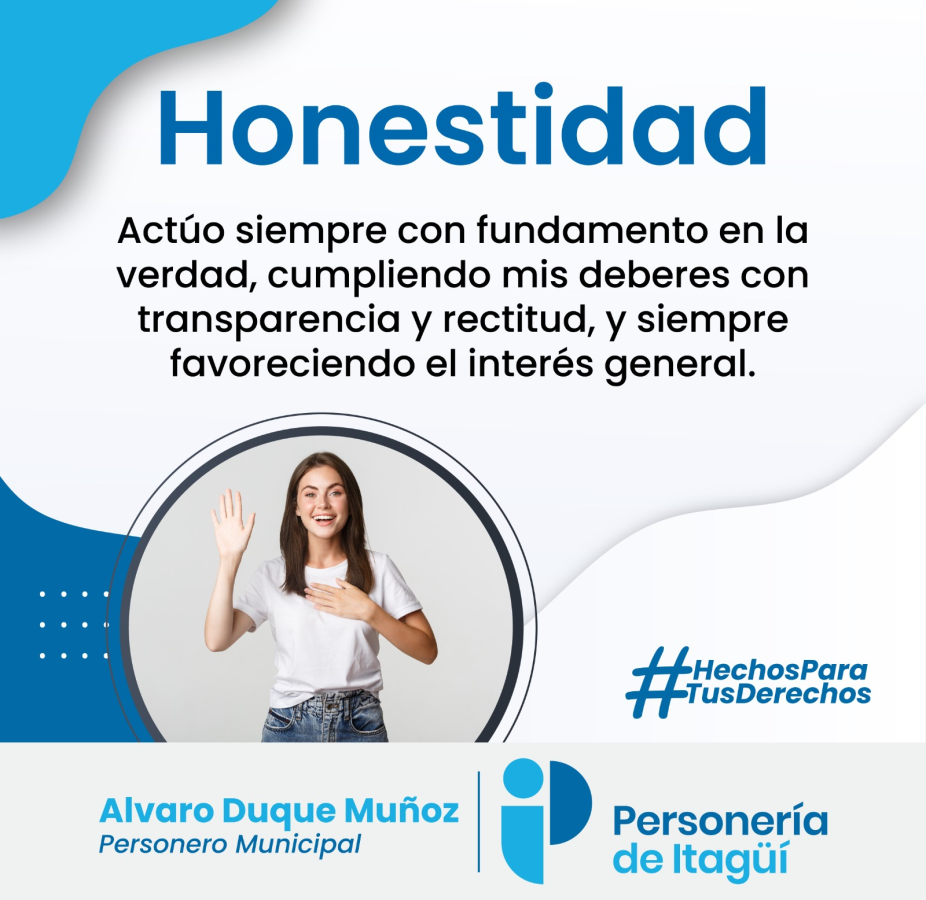 Honestidad
Actúo siempre con fundamento en la
verdad, cumpliendo mis deberes con
transparencia y rectitud, y siempre
favoreciendo el interés general.
#HechosPara
TusDerechos
Alvaro Duque Muñoz
Personero Municipal
Personería
de Itagüí